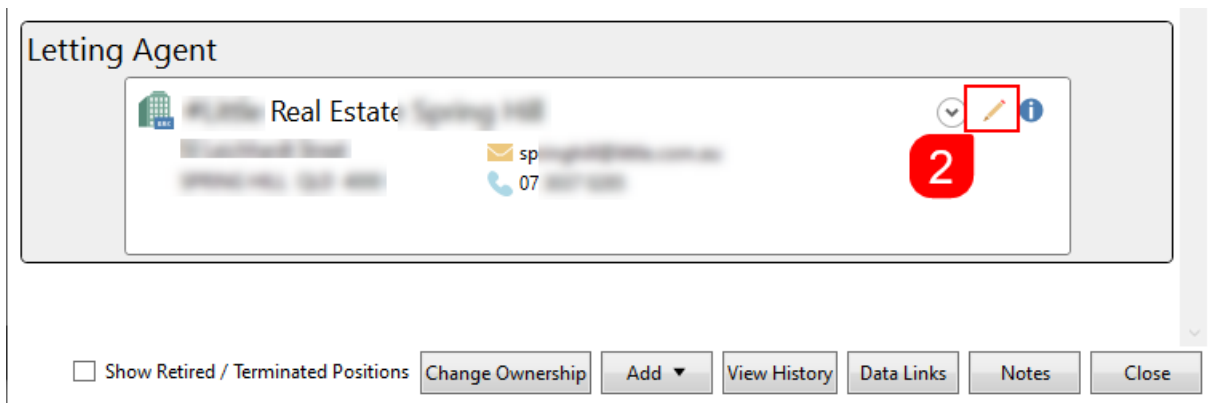 Letting Agent
Real Estate
sp
2
07
Show Retired / Terminated Positions Change Ownership Add View History Data Links Notes Close